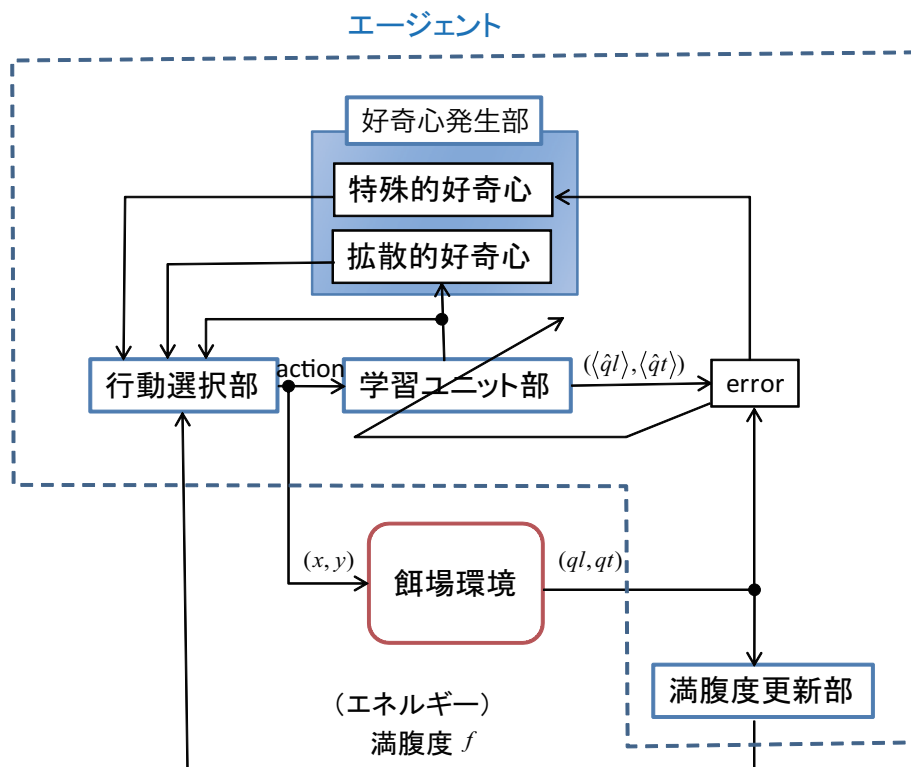 エージェント
好奇心発生部
特殊的好奇心
拡散的好奇心
action
行動選択部
学習ユニット部
(⟨q̂l⟩,⟨q̂t⟩)
error
(x, y)
餌場環境
(ql, qt)
満腹度更新部
（エネルギー）
満腹度 f